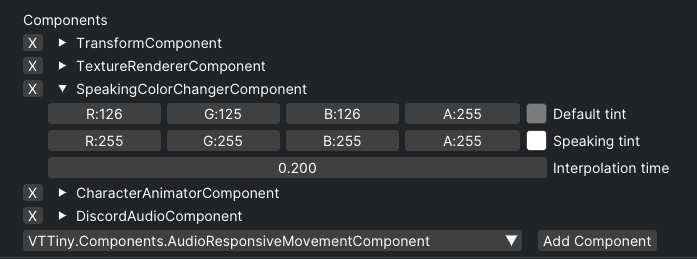 Components
X TransformComponent
X TextureRendererComponent
X SpeakingColorChangerComponent
R:126 G:125 B:126 A:255 Default tint
R:255 G:255 B:255 A:255 Speaking tint
0.200 Interpolation time
X CharacterAnimatorComponent
X DiscordAudioComponent
VTTiny.Components.AudioResponsiveMovementComponent Add Component